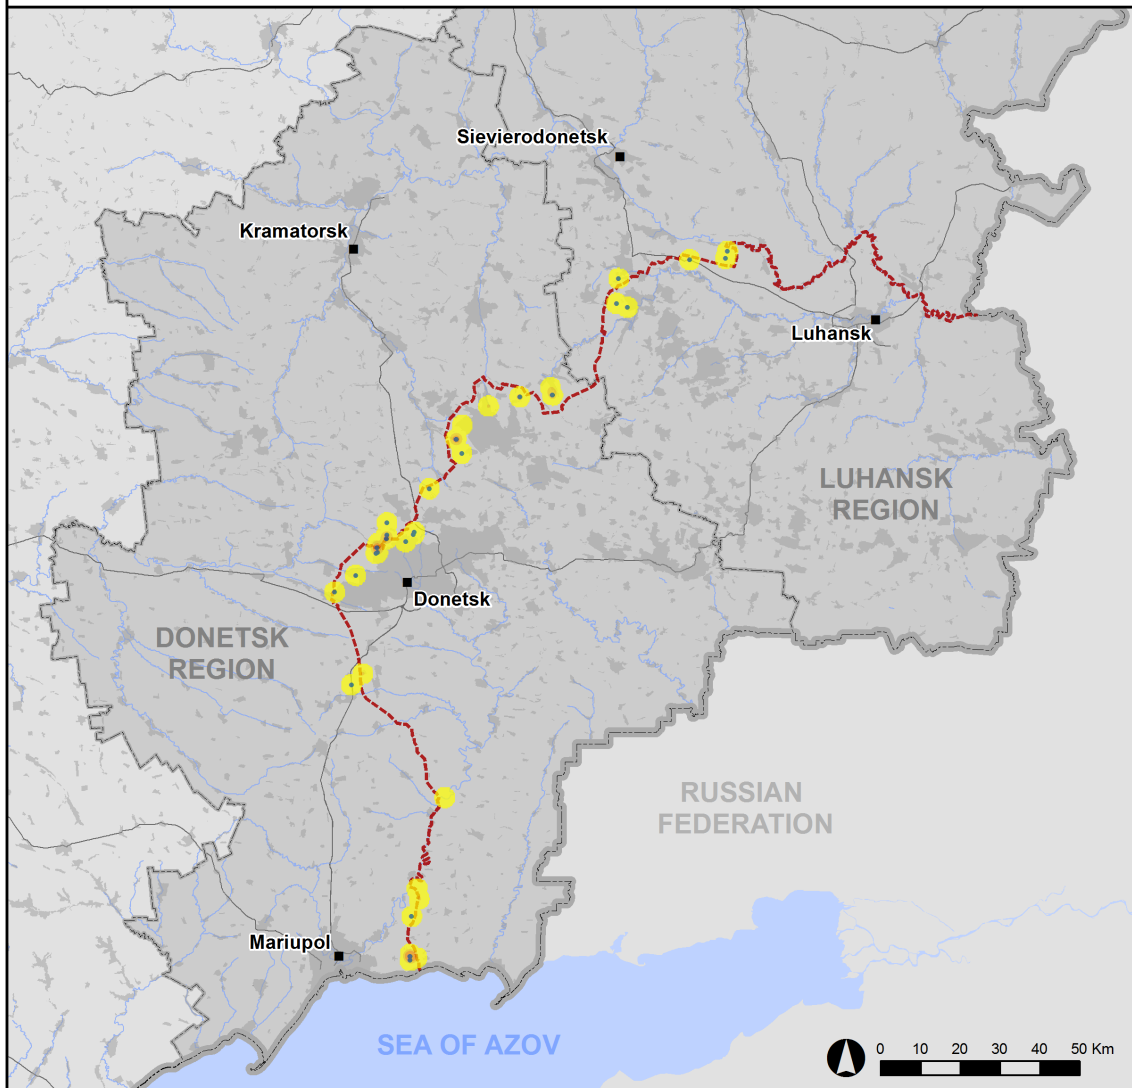 Sievierodonetsk
Kramatorsk
Luhansk
LUHANSK
REGION
Donetsk
DONETSK
REGION
RUSSIAN
FEDERATION
Mariupol
SEA OF AZOV
0 10 20 30 40 50 Km